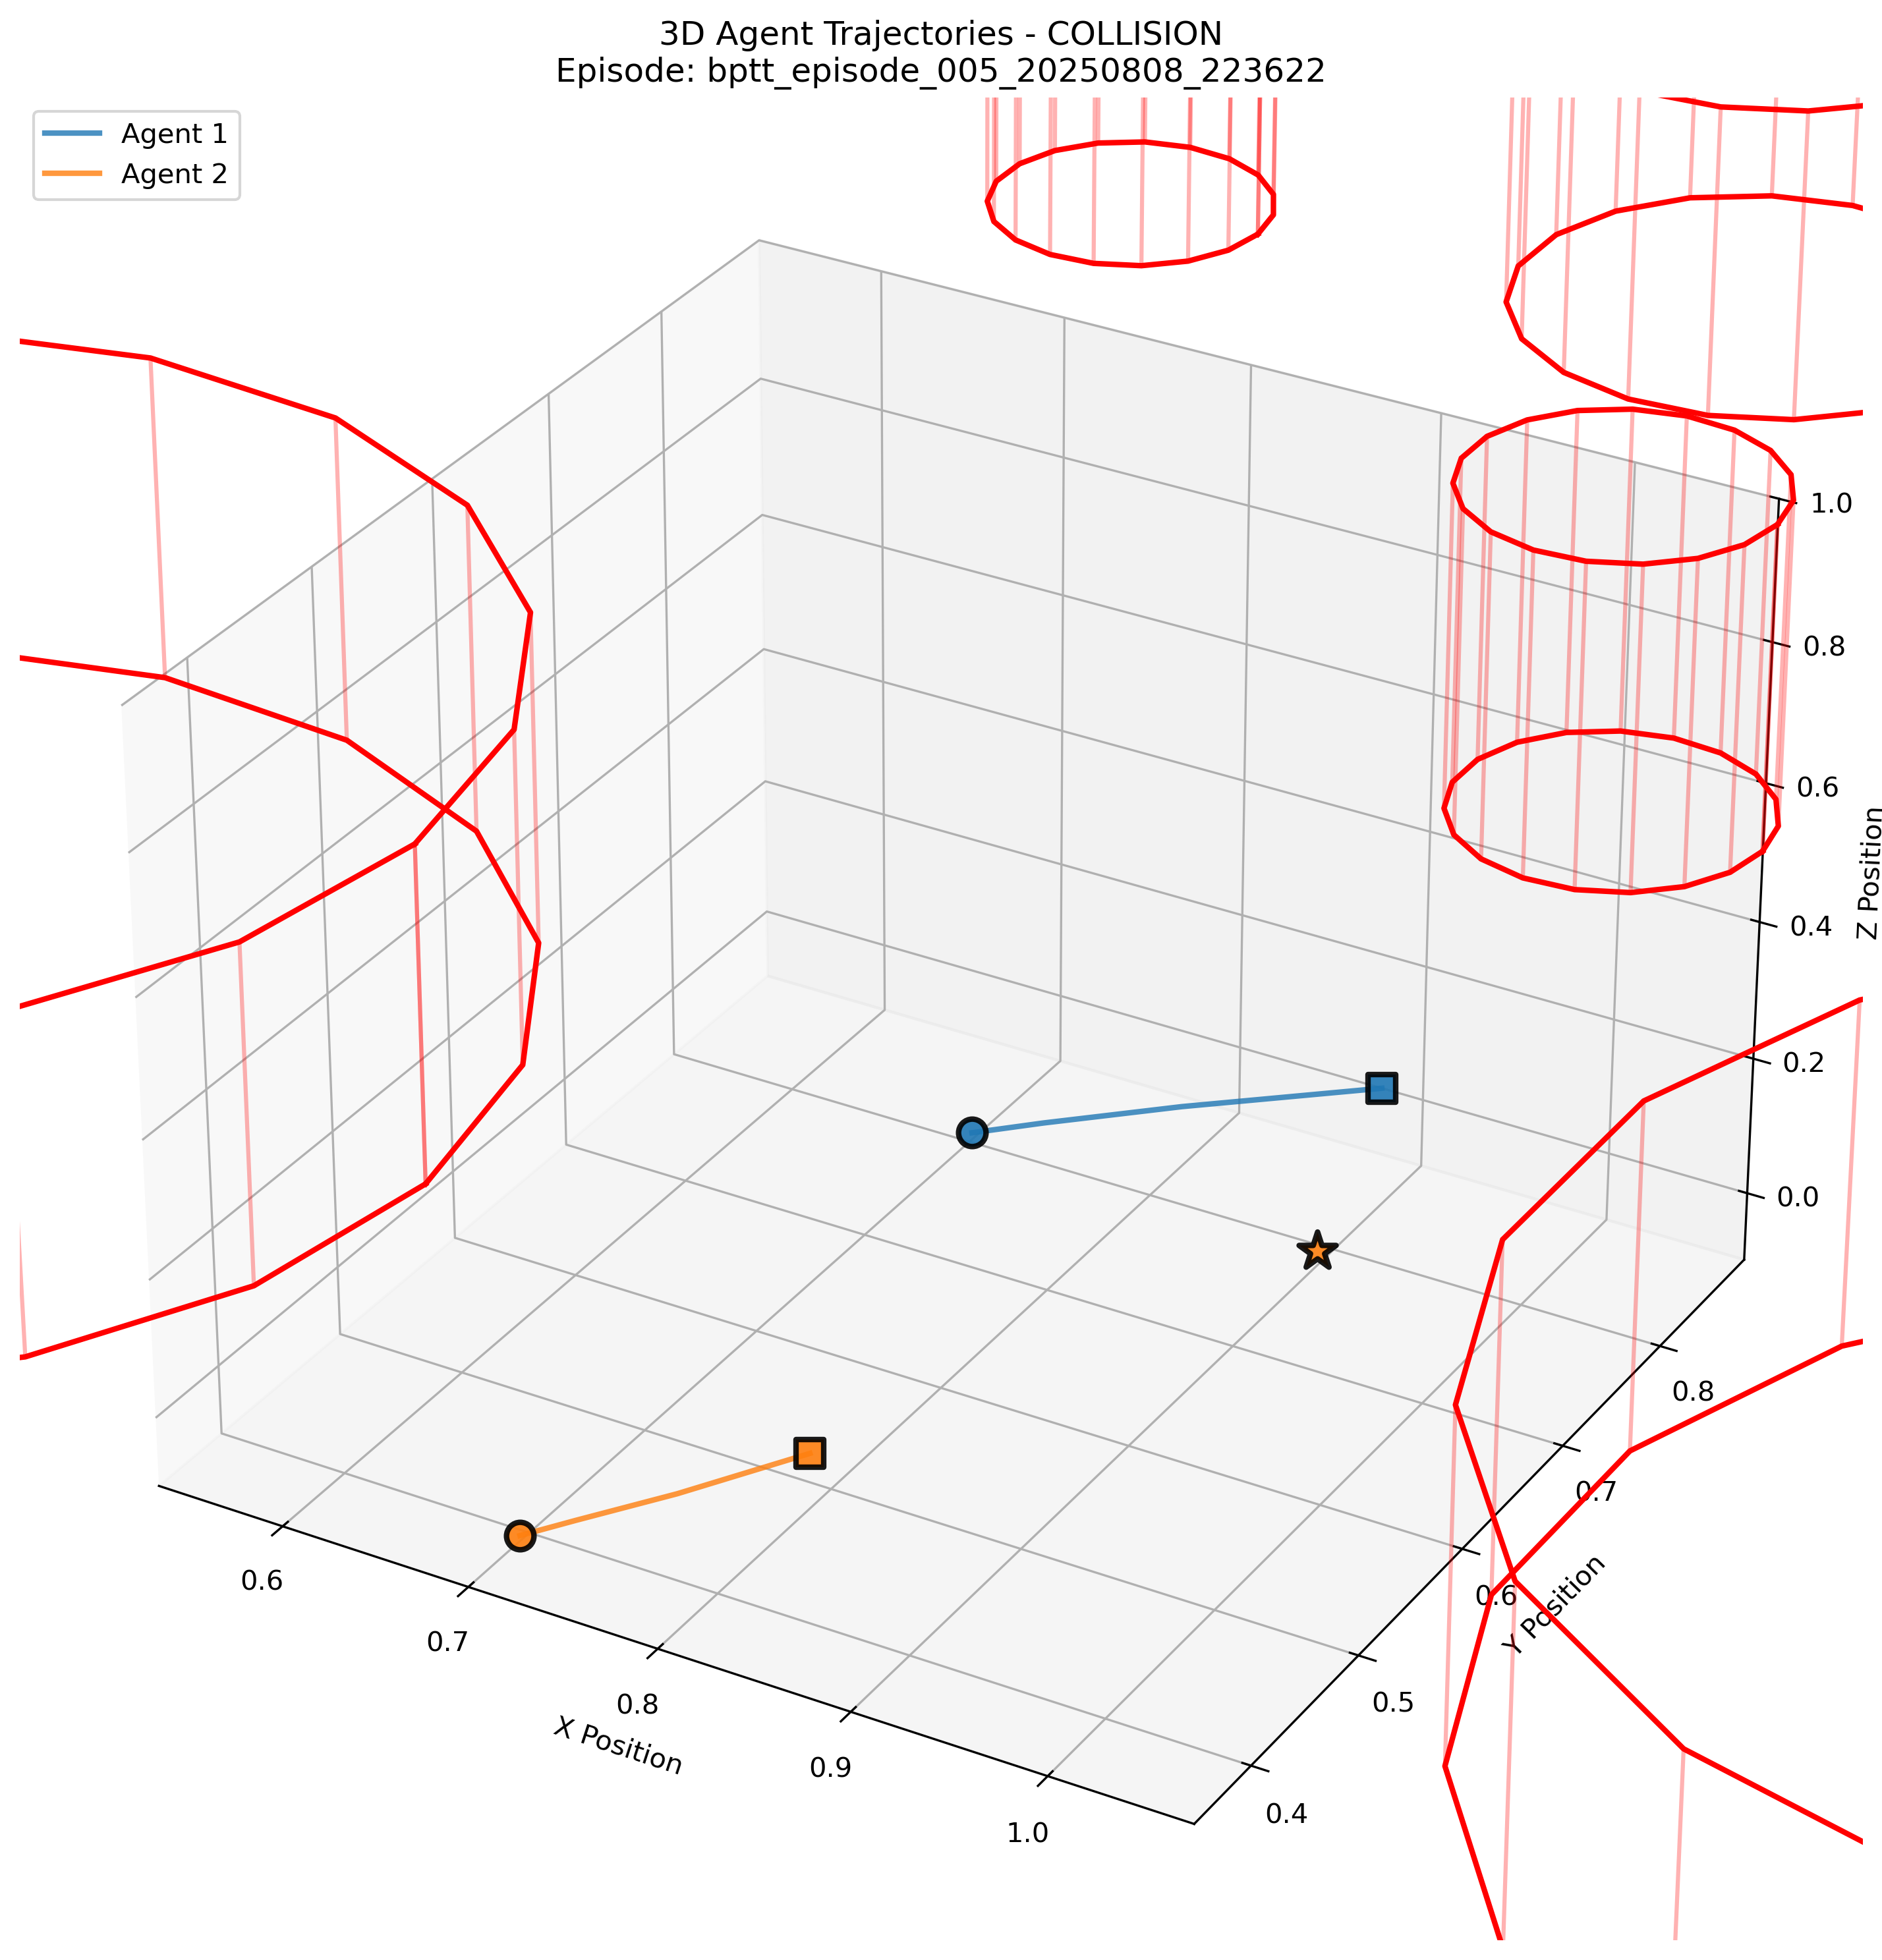 3D Agent Trajectories - COLLISION
Episode: bptt_episode_005_20250808_223622
Agent 1
Agent 2
1.0
0.8
0.6
0.4
0.2
0.0
Z Position
0.8
0.7
0.6
0.5
0.4
Y Position
0.6
0.7
0.8
0.9
1.0
X Position